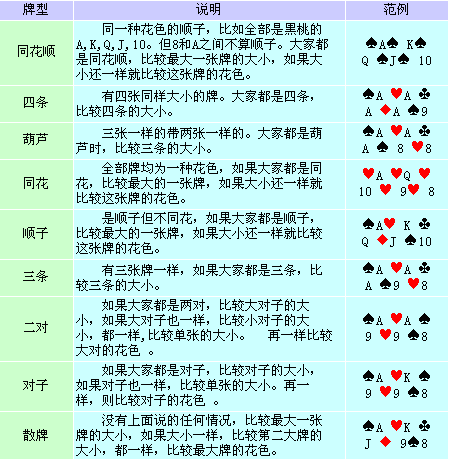 牌型 说明 范例
同花顺
同一种花色的顺子，比如全部是黑桃的
A,K,Q,J,10。但8和A之间不算顺子。大家都
是同花顺，比较最大一张牌的大小，如果大
小还一样就比较这张牌的花色。
♠A♠ K♠
Q ♠J♠ 10
四条
有四张同样大小的牌。大家都是四条，
比较四条的大小。
♠A ♥A ♣
A ♦A ♠9
葫芦
三张一样的带两张一样的。大家都是葫
芦时，比较三条的大小。
♠A ♥A ♣
A ♠ 8 ♥8
同花
全部牌均为一种花色，如果大家都是同
花，比较最大的一张牌，如果大小还一样就
比较这张牌的花色。
♥A ♥Q ♥
10 ♥ 9♥ 8
顺子
是顺子但不同花，如果大家都是顺子，
比较最大的一张牌，如果大小还一样就比较
这张牌的花色。
♠A♥ K ♣
Q ♦J ♠10
三条
有三张牌一样，如果大家都是三条，比
较三条的大小。
♠A ♥A ♣
A ♠9 ♥8
二对
如果大家都是两对，比较大对子的大
小，如果大对子也一样，比较小对子的大
小，都一样,比较单张的大小。 再一样比较
大对的花色 。
♠A ♥A ♠
9 ♥9 ♠8
对子
如果大家都是对子，比较对子的大小，
如果对子也一样，比较单张的大小。再一
样，则比较对子的花色 。
♠A ♥K ♠
9 ♥9 ♠8
散牌
没有上面说的任何情况，比较最大一张
牌的大小，如果大小一样，比较第二大牌的
大小，都一样，比较最大牌的花色。
♠A ♥K ♣
J ♦ 9♠8